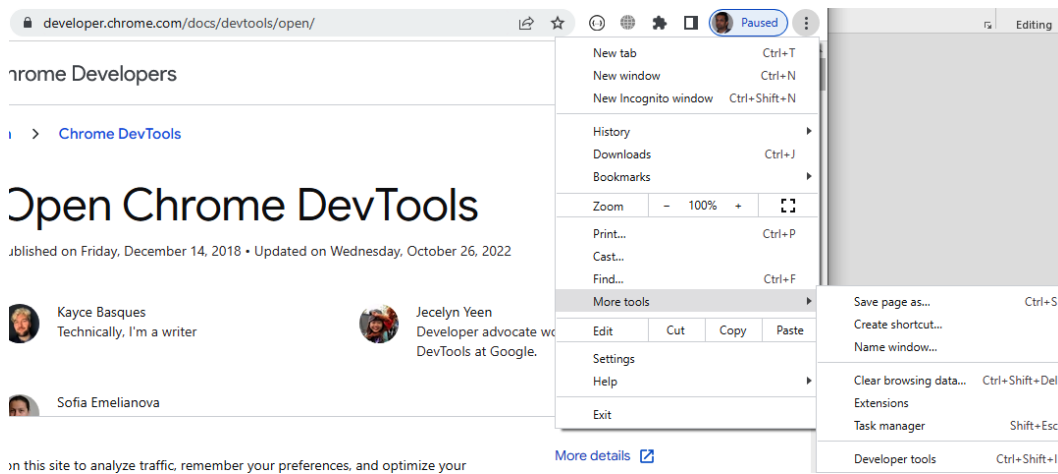 developer.chrome.com/docs/devtools/open/
Paused
Editing
hrome Developers
Chrome DevTools
Open Chrome DevTools
ublished on Friday, December 14, 2018 • Updated on Wednesday, October 26, 2022
Kayce Basques
Technically, I'm a writer
Jecelyn Yeen
Developer advocate wo
DevTools at Google.
Sofia Emelianova
on this site to analyze traffic, remember your preferences, and optimize your
More details
New tab Ctrl+T
New window Ctrl+N
New Incognito window Ctrl+Shift+N
History
Downloads Ctrl+J
Bookmarks
Zoom - 100% +
Print... Ctrl+P
Cast...
Find... Ctrl+F
More tools
Edit Cut Copy Paste
Settings
Help
Exit
Save page as... Ctrl+S
Create shortcut...
Name window...
Clear browsing data... Ctrl+Shift+Del
Extensions
Task manager Shift+Esc
Developer tools Ctrl+Shift+I